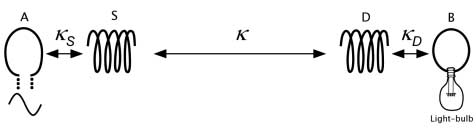 A S D B
κ_S κ κ_D
Light-bulb